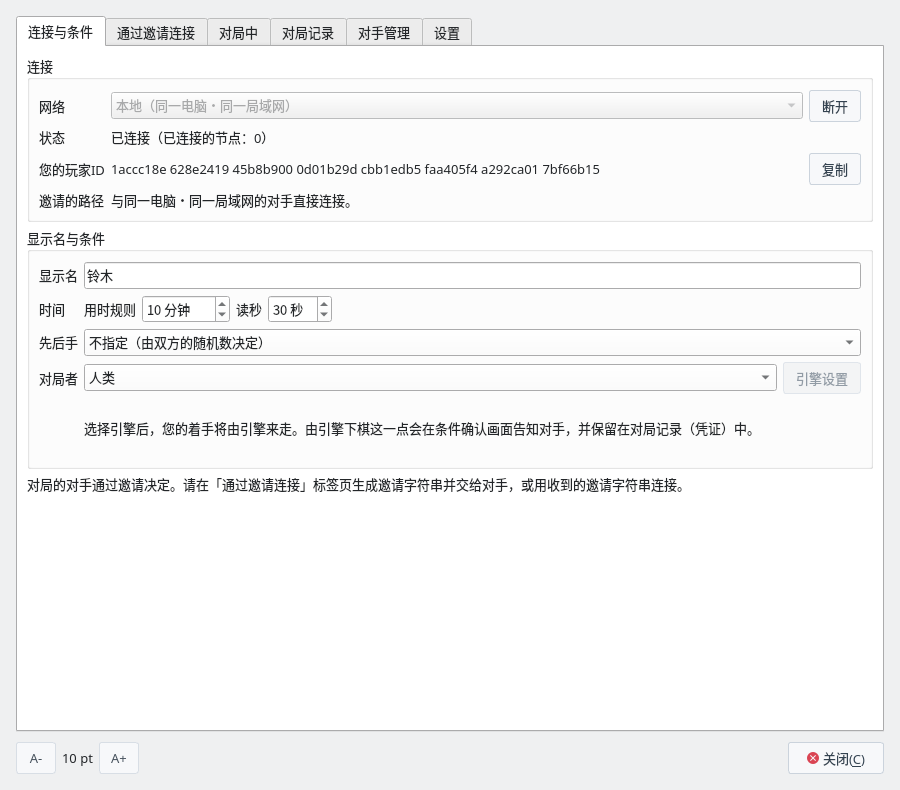 连接与条件 通过邀请连接 对局中 对局记录 对手管理 设置
连接
网络 本地（同一电脑・同一局域网） 断开
状态 已连接（已连接的节点：0）
您的玩家ID 1accc18e 628e2419 45b8b900 0d01b29d cbb1edb5 faa405f4 a292ca01 7bf66b15 复制
邀请的路径 与同一电脑・同一局域网的对手直接连接。
显示名与条件
显示名 铃木
时间 用时规则 10 分钟 读秒 30 秒
先后手 不指定（由双方的随机数决定）
对局者 人类 引擎设置
选择引擎后，您的着手将由引擎来走。由引擎下棋这一点会在条件确认画面告知对手，并保留在对局记录（凭证）中。
对局的对手通过邀请决定。请在「通过邀请连接」标签页生成邀请字符串并交给对手，或用收到的邀请字符串连接。
A- 10 pt A+ 关闭(C)